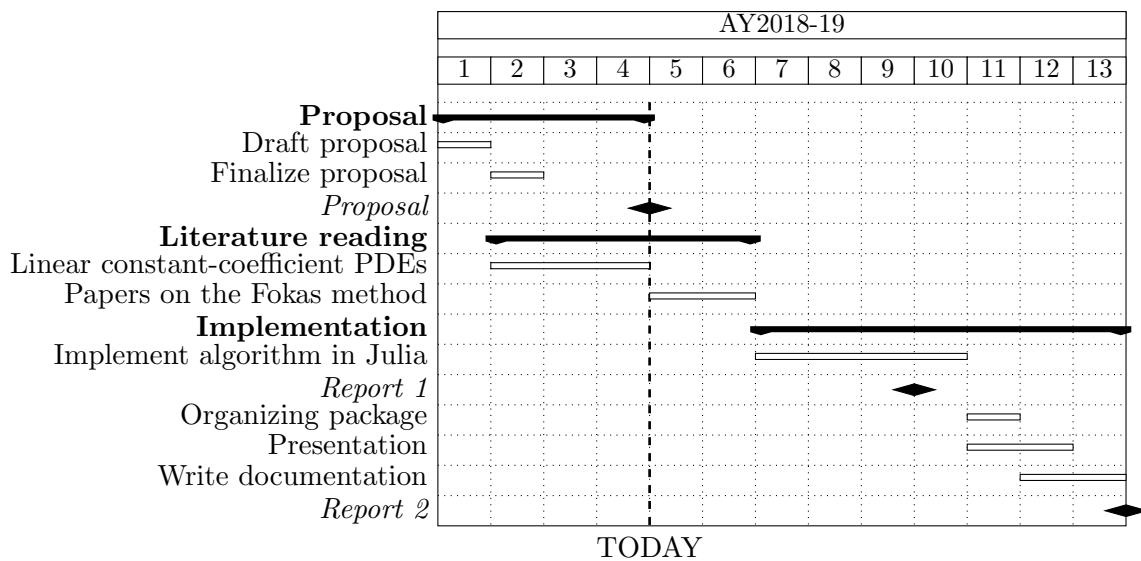 AY2018-19
1 2 3 4 5 6 7 8 9 10 11 12 13
Proposal
Draft proposal
Finalize proposal
Proposal
Literature reading
Linear constant-coefficient PDEs
Papers on the Fokas method
Implementation
Implement algorithm in Julia
Report 1
Organizing package
Presentation
Write documentation
Report 2
TODAY